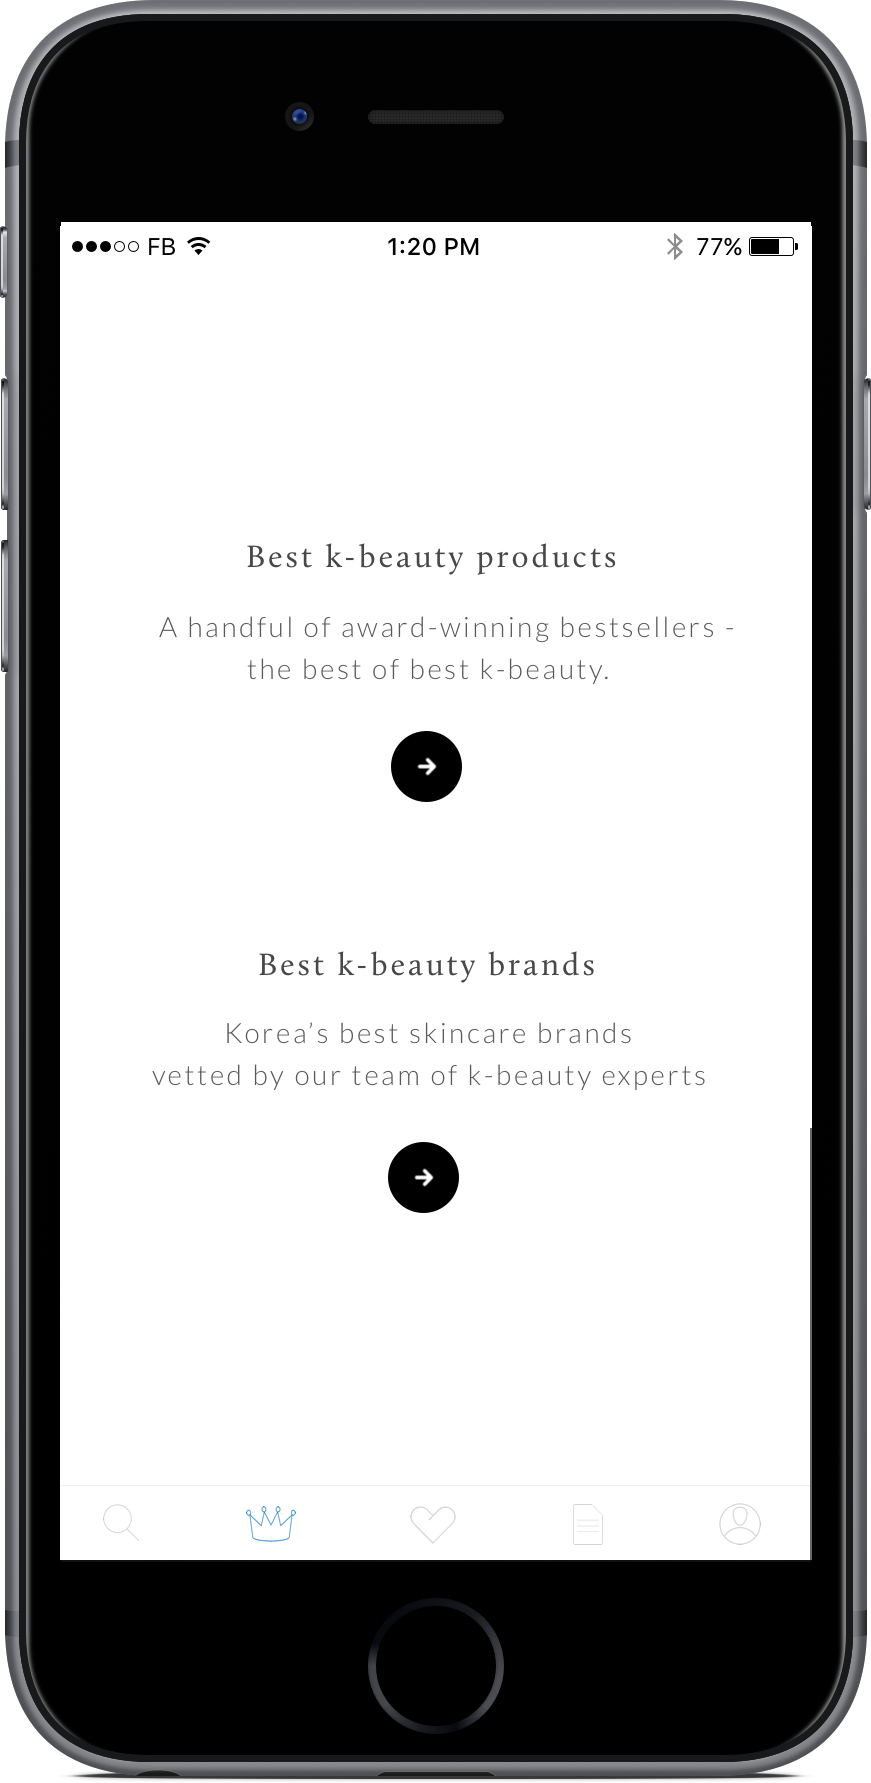 FB 1:20 PM 77%
Best k-beauty products
A handful of award-winning bestsellers -
the best of best k-beauty.
Best k-beauty brands
Korea’s best skincare brands
vetted by our team of k-beauty experts